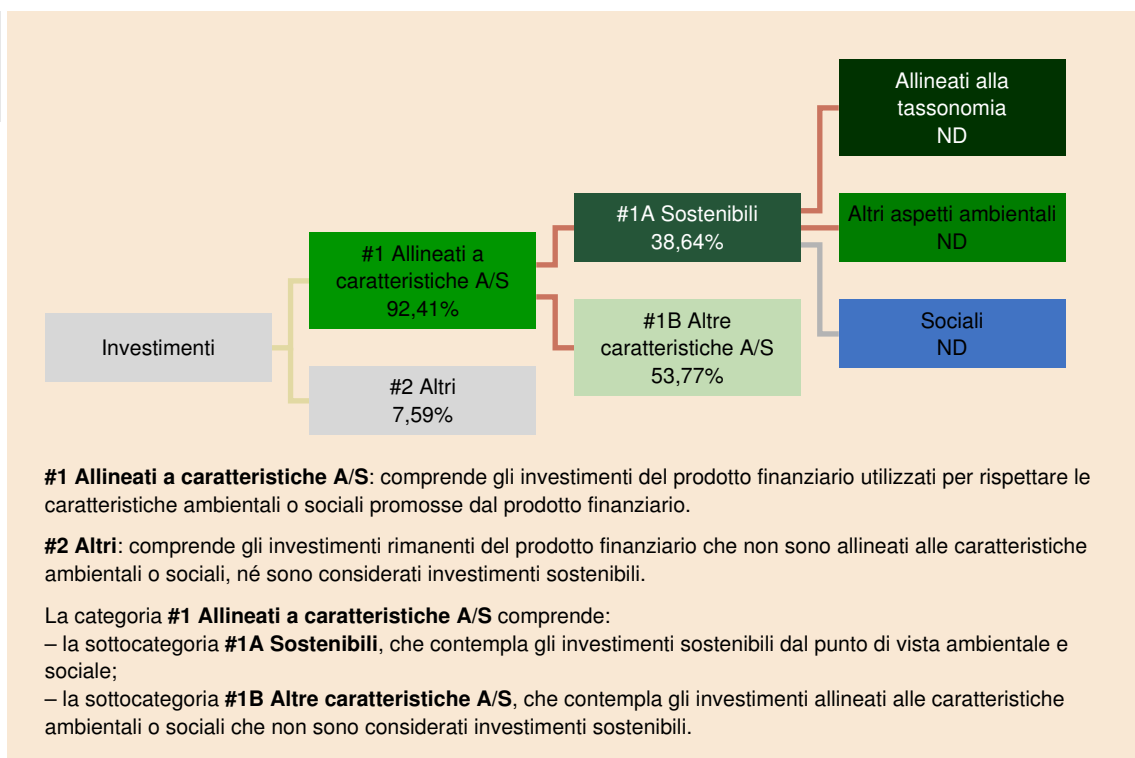 Allineati alla
tassonomia
ND
#1A Sostenibili
38,64%
Altri aspetti ambientali
ND
#1 Allineati a
caratteristiche A/S
92,41%
Investimenti
#1B Altre
caratteristiche A/S
53,77%
Sociali
ND
#2 Altri
7,59%
#1 Allineati a caratteristiche A/S: comprende gli investimenti del prodotto finanziario utilizzati per rispettare le
caratteristiche ambientali o sociali promosse dal prodotto finanziario.
#2 Altri: comprende gli investimenti rimanenti del prodotto finanziario che non sono allineati alle caratteristiche
ambientali o sociali, né sono considerati investimenti sostenibili.
La categoria #1 Allineati a caratteristiche A/S comprende:
– la sottocategoria #1A Sostenibili, che contempla gli investimenti sostenibili dal punto di vista ambientale e
sociale;
– la sottocategoria #1B Altre caratteristiche A/S, che contempla gli investimenti allineati alle caratteristiche
ambientali o sociali che non sono considerati investimenti sostenibili.